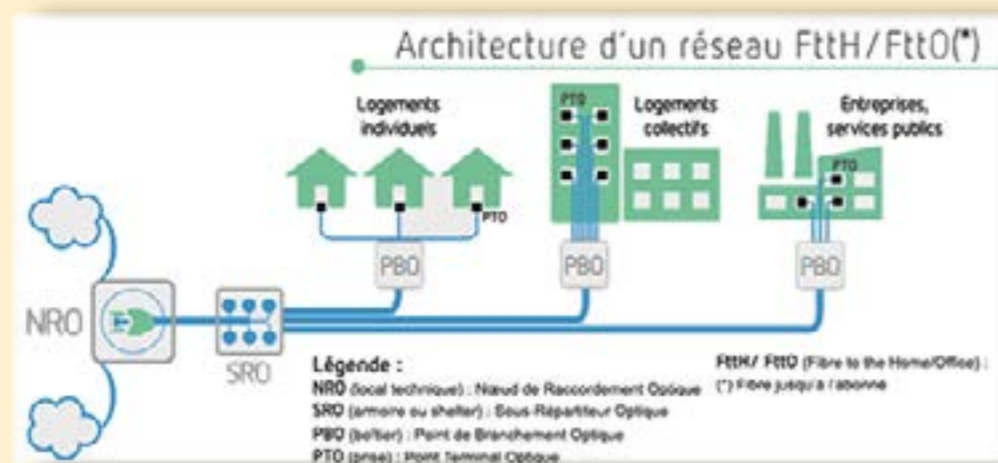 Architecture d'un réseau FttH/FttO(*)
Logements
individuels
PTO
Logements
collectifs
Entreprises,
services publics
PTO
PTO
PBO
PBO
PBO
NRO
SRO
Légende :
NRO (local technique) : Nœud de Raccordement Optique
SRO (armoire ou shelter) : Sous-Répartiteur Optique
PBO (boîtier) : Point de Branchement Optique
PTO (prise) : Point Terminal Optique
FttH/ FttO (Fibre to the Home/Office) :
(*) Fibre jusqu'à l'abonné